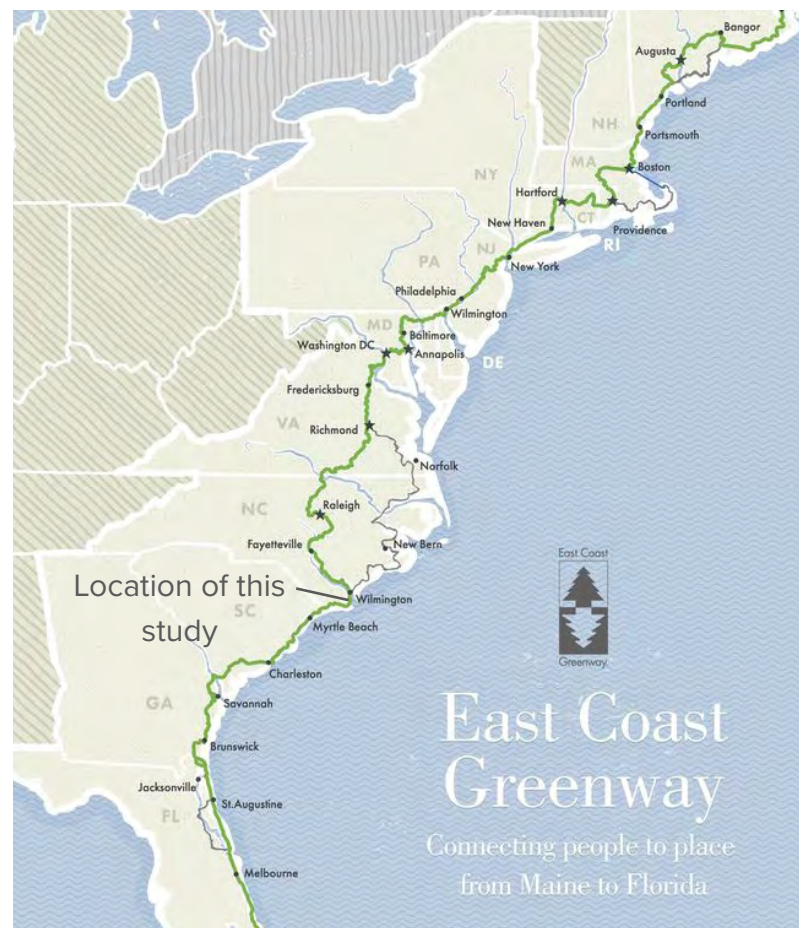 Bangor
Augusta
Portland
NH
Portsmouth
MA
Boston
NY
Hartford
CT
New Haven
Providence
RI
NJ
New York
PA
Philadelphia
Wilmington
MD
Baltimore
Washington DC
Annapolis
DE
Fredericksburg
VA
Richmond
Norfolk
NC
Raleigh
Fayetteville
New Bern
Location of this
study
Wilmington
SC
Myrtle Beach
Charleston
GA
Savannah
Brunswick
Jacksonville
St.Augustine
FL
Melbourne
East Coast
Greenway
East Coast
Greenway
Connecting people to place
from Maine to Florida